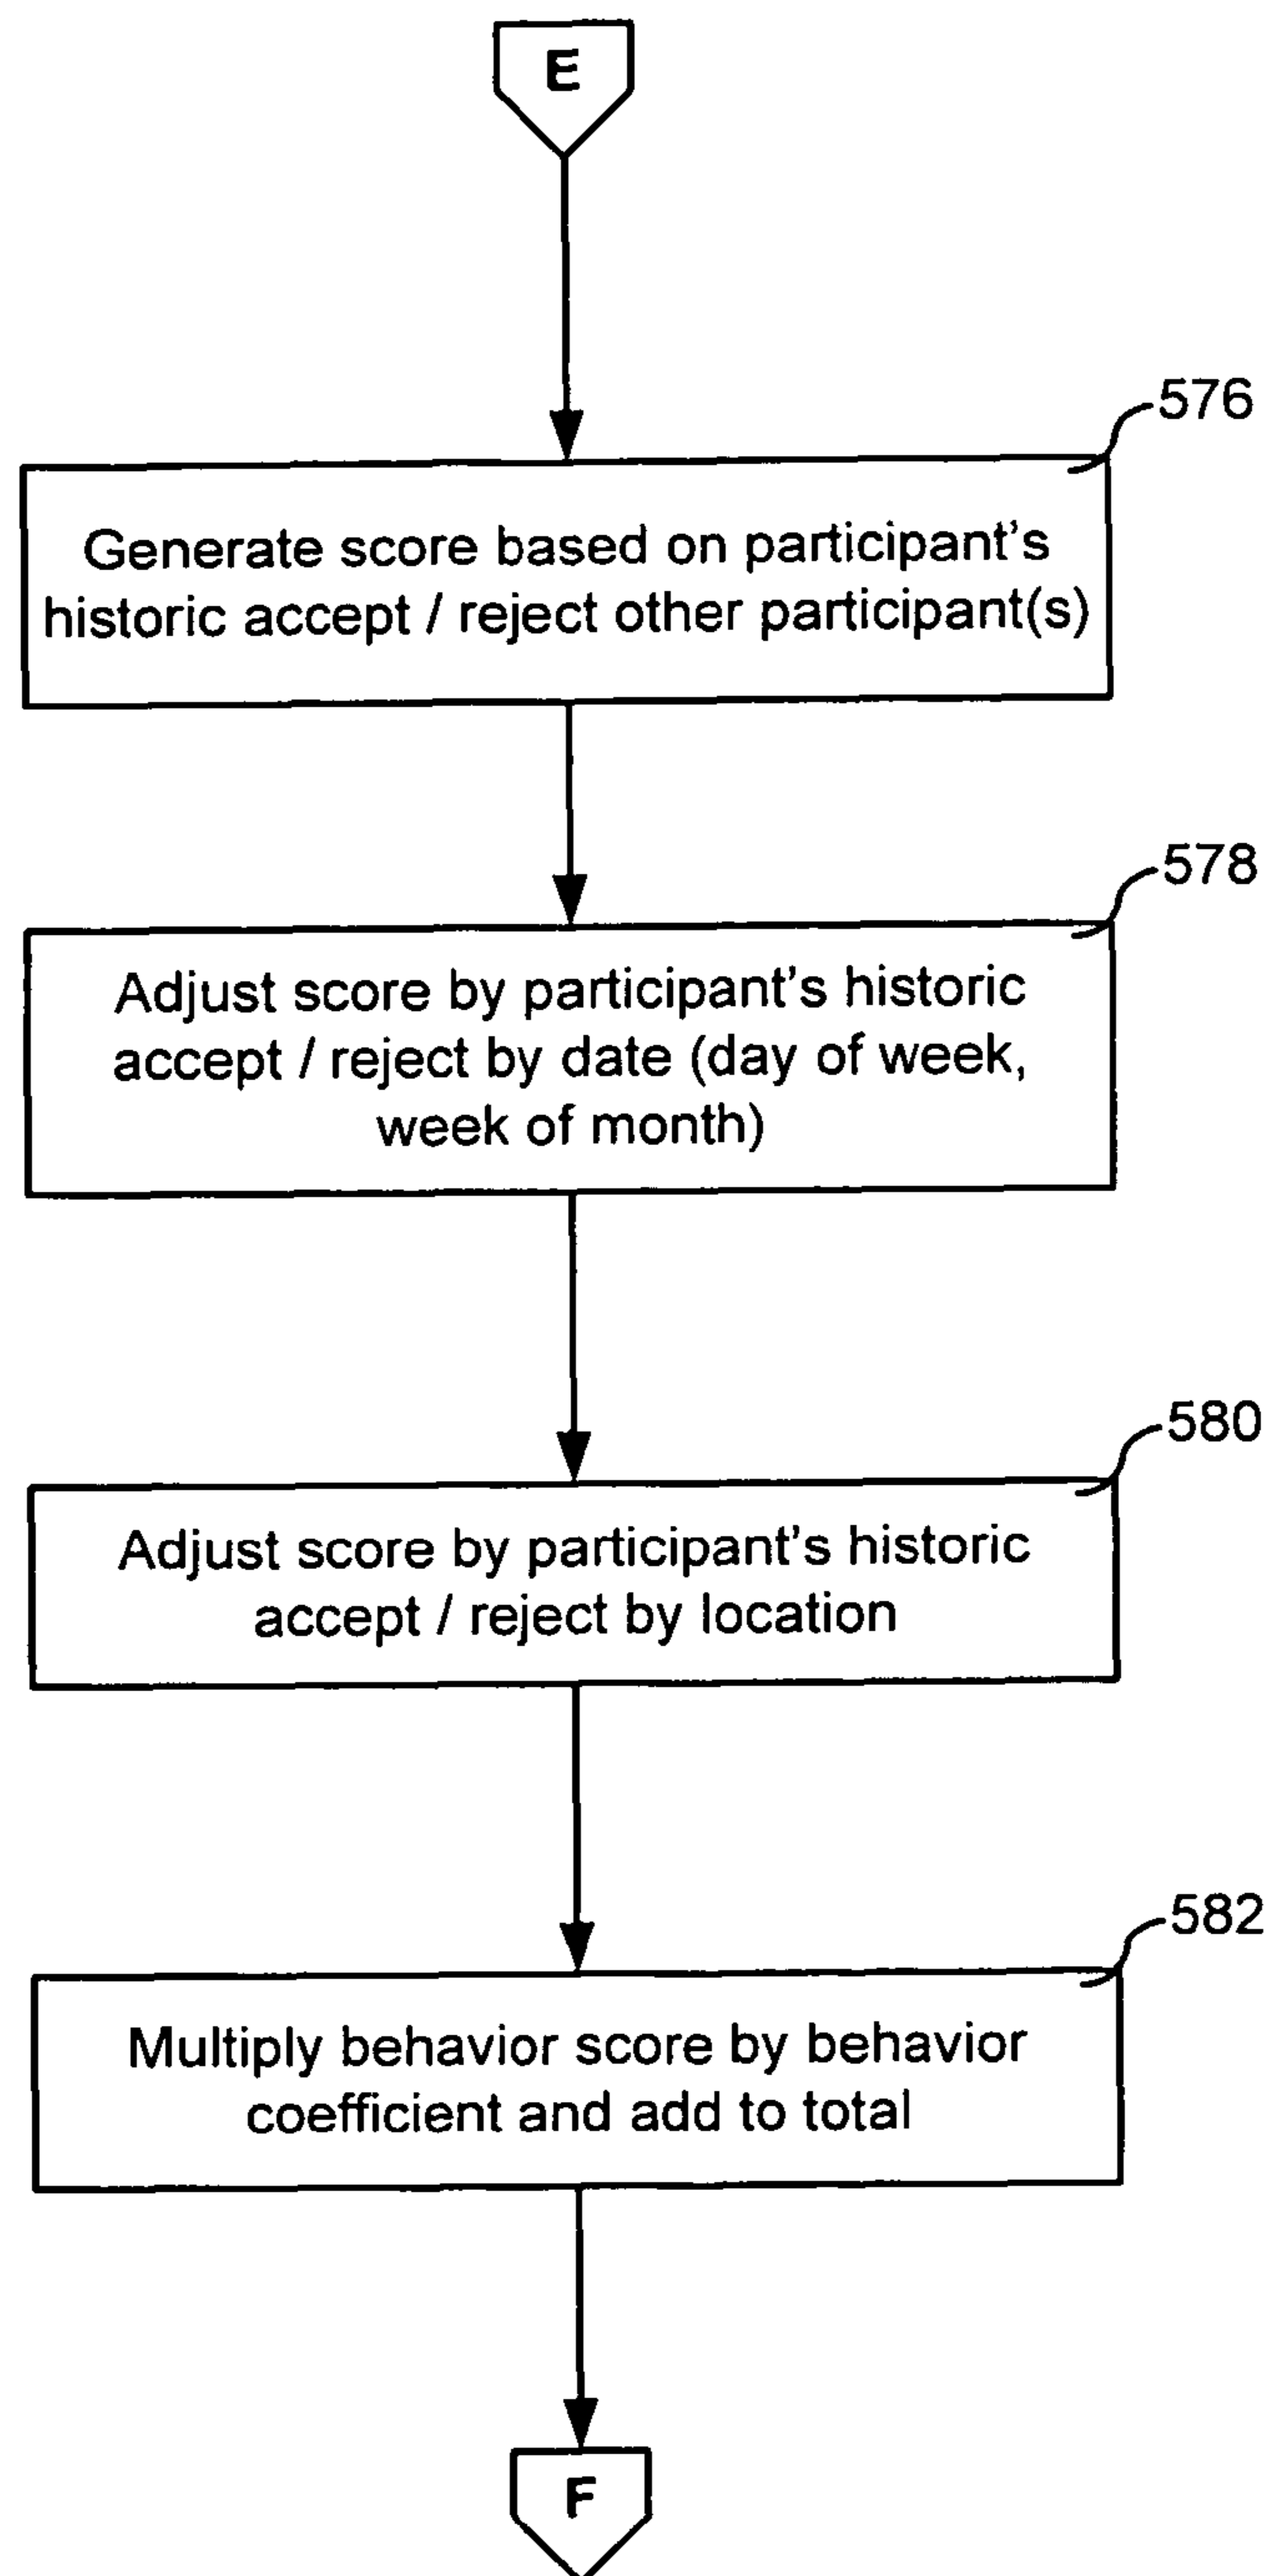 E
576
Generate score based on participant's
historic accept / reject other participant(s)
578
Adjust score by participant's historic
accept / reject by date (day of week,
week of month)
580
Adjust score by participant's historic
accept / reject by location
582
Multiply behavior score by behavior
coefficient and add to total
F